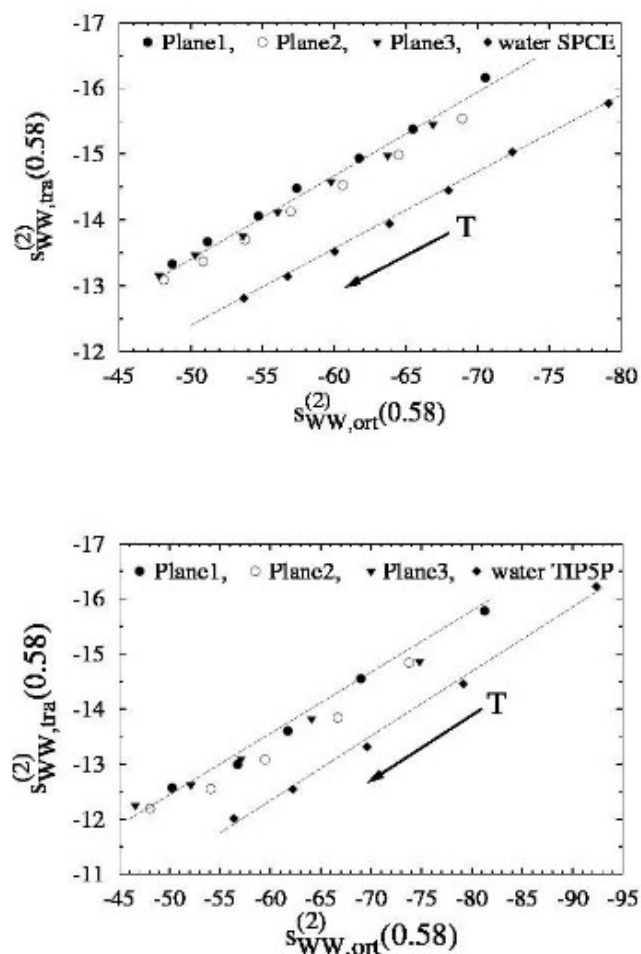 -17
● Plane1, ○ Plane2, ▼ Plane3, ◆ water SPCE
-16
-15
-14
-13
-12
s(2)WW,tra(0.58)
T
-45 -50 -55 -60 -65 -70 -75 -80
s(2)WW,ort(0.58)
-17
● Plane1, ○ Plane2, ▼ Plane3, ◆ water TIP5P
-16
-15
-14
-13
-12
-11
s(2)WW,tra(0.58)
T
-45 -50 -55 -60 -65 -70 -75 -80 -85 -90 -95
s(2)WW,ort(0.58)